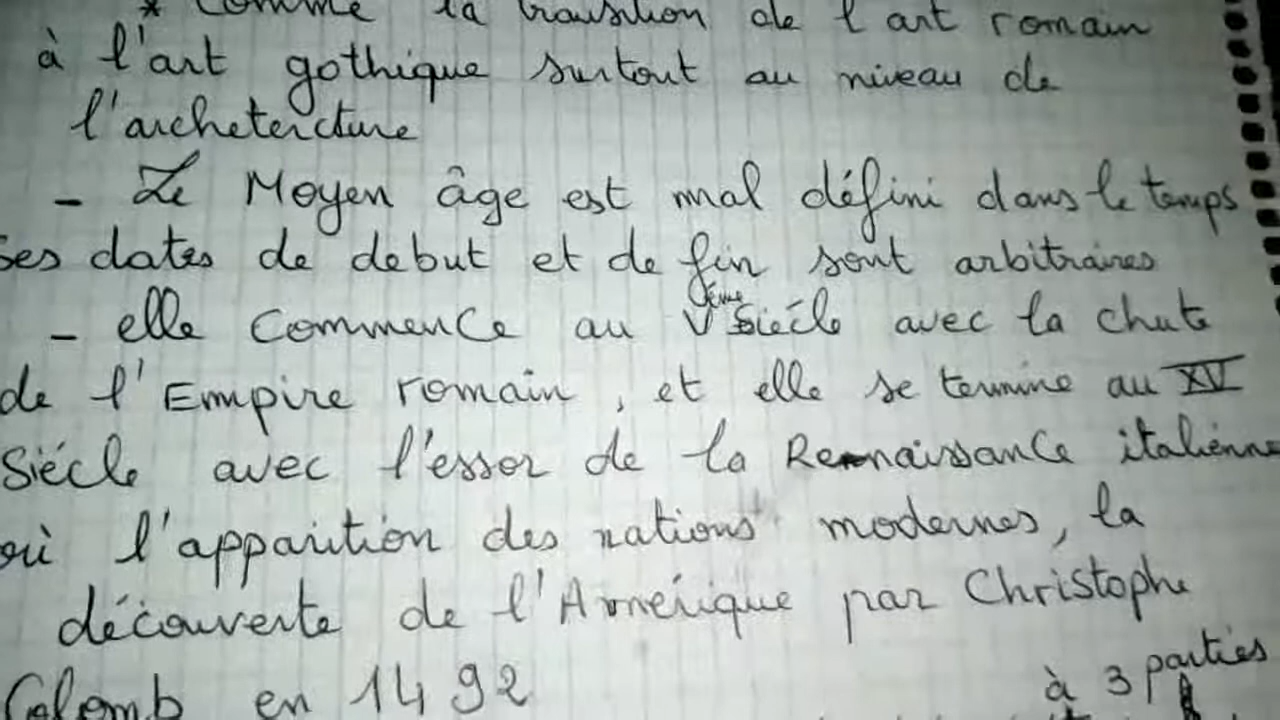 * Comme la transition de l'art romain
à l'art gothique surtout au niveau de
l'archetercture
- Le Moyen âge est mal défini dans le temps
ses dates de debut et de fin sont arbitraires
- elle Commence au Vème Siécle avec la chute
de l'Empire romain, et elle se termine au XV
Siécle avec l'essor de la Renaissance italiénne
où l'apparition des nations modernes, la
découverte de l'Amérique par Christophe
Colomb en 1492
à 3 parties